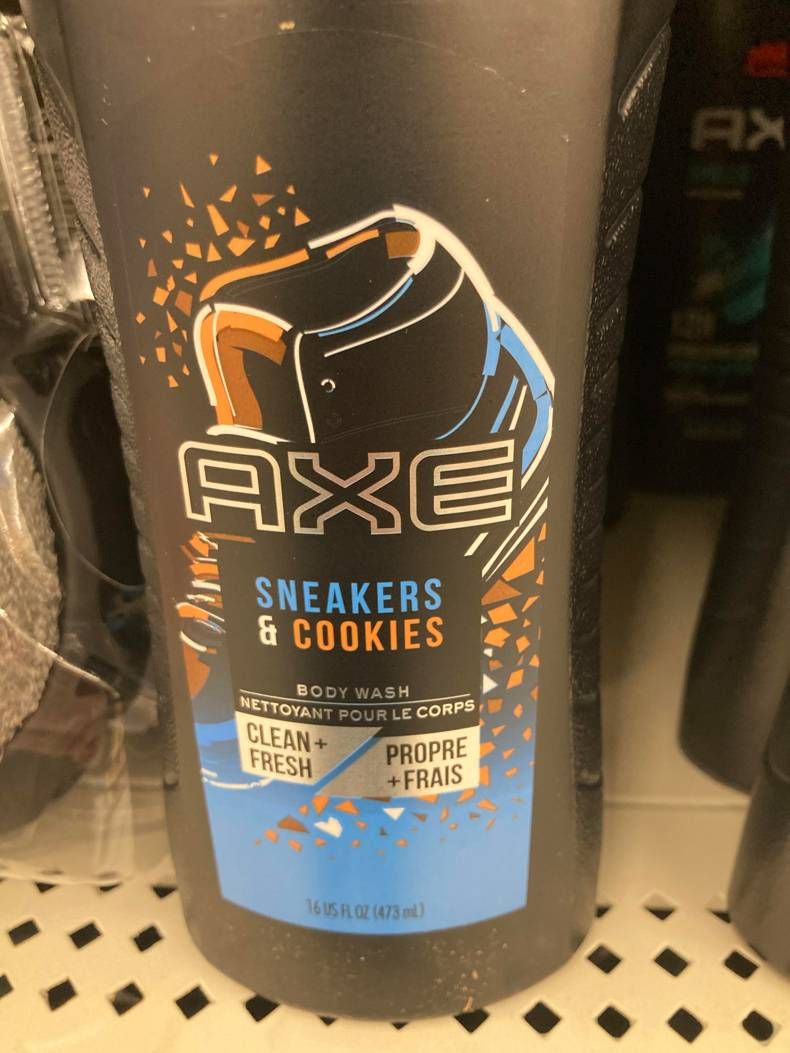 AX
AXE
SNEAKERS
& COOKIES
BODY WASH
NETTOYANT POUR LE CORPS
CLEAN+
FRESH
PROPRE
+FRAIS
16 US FL OZ (473 mL)